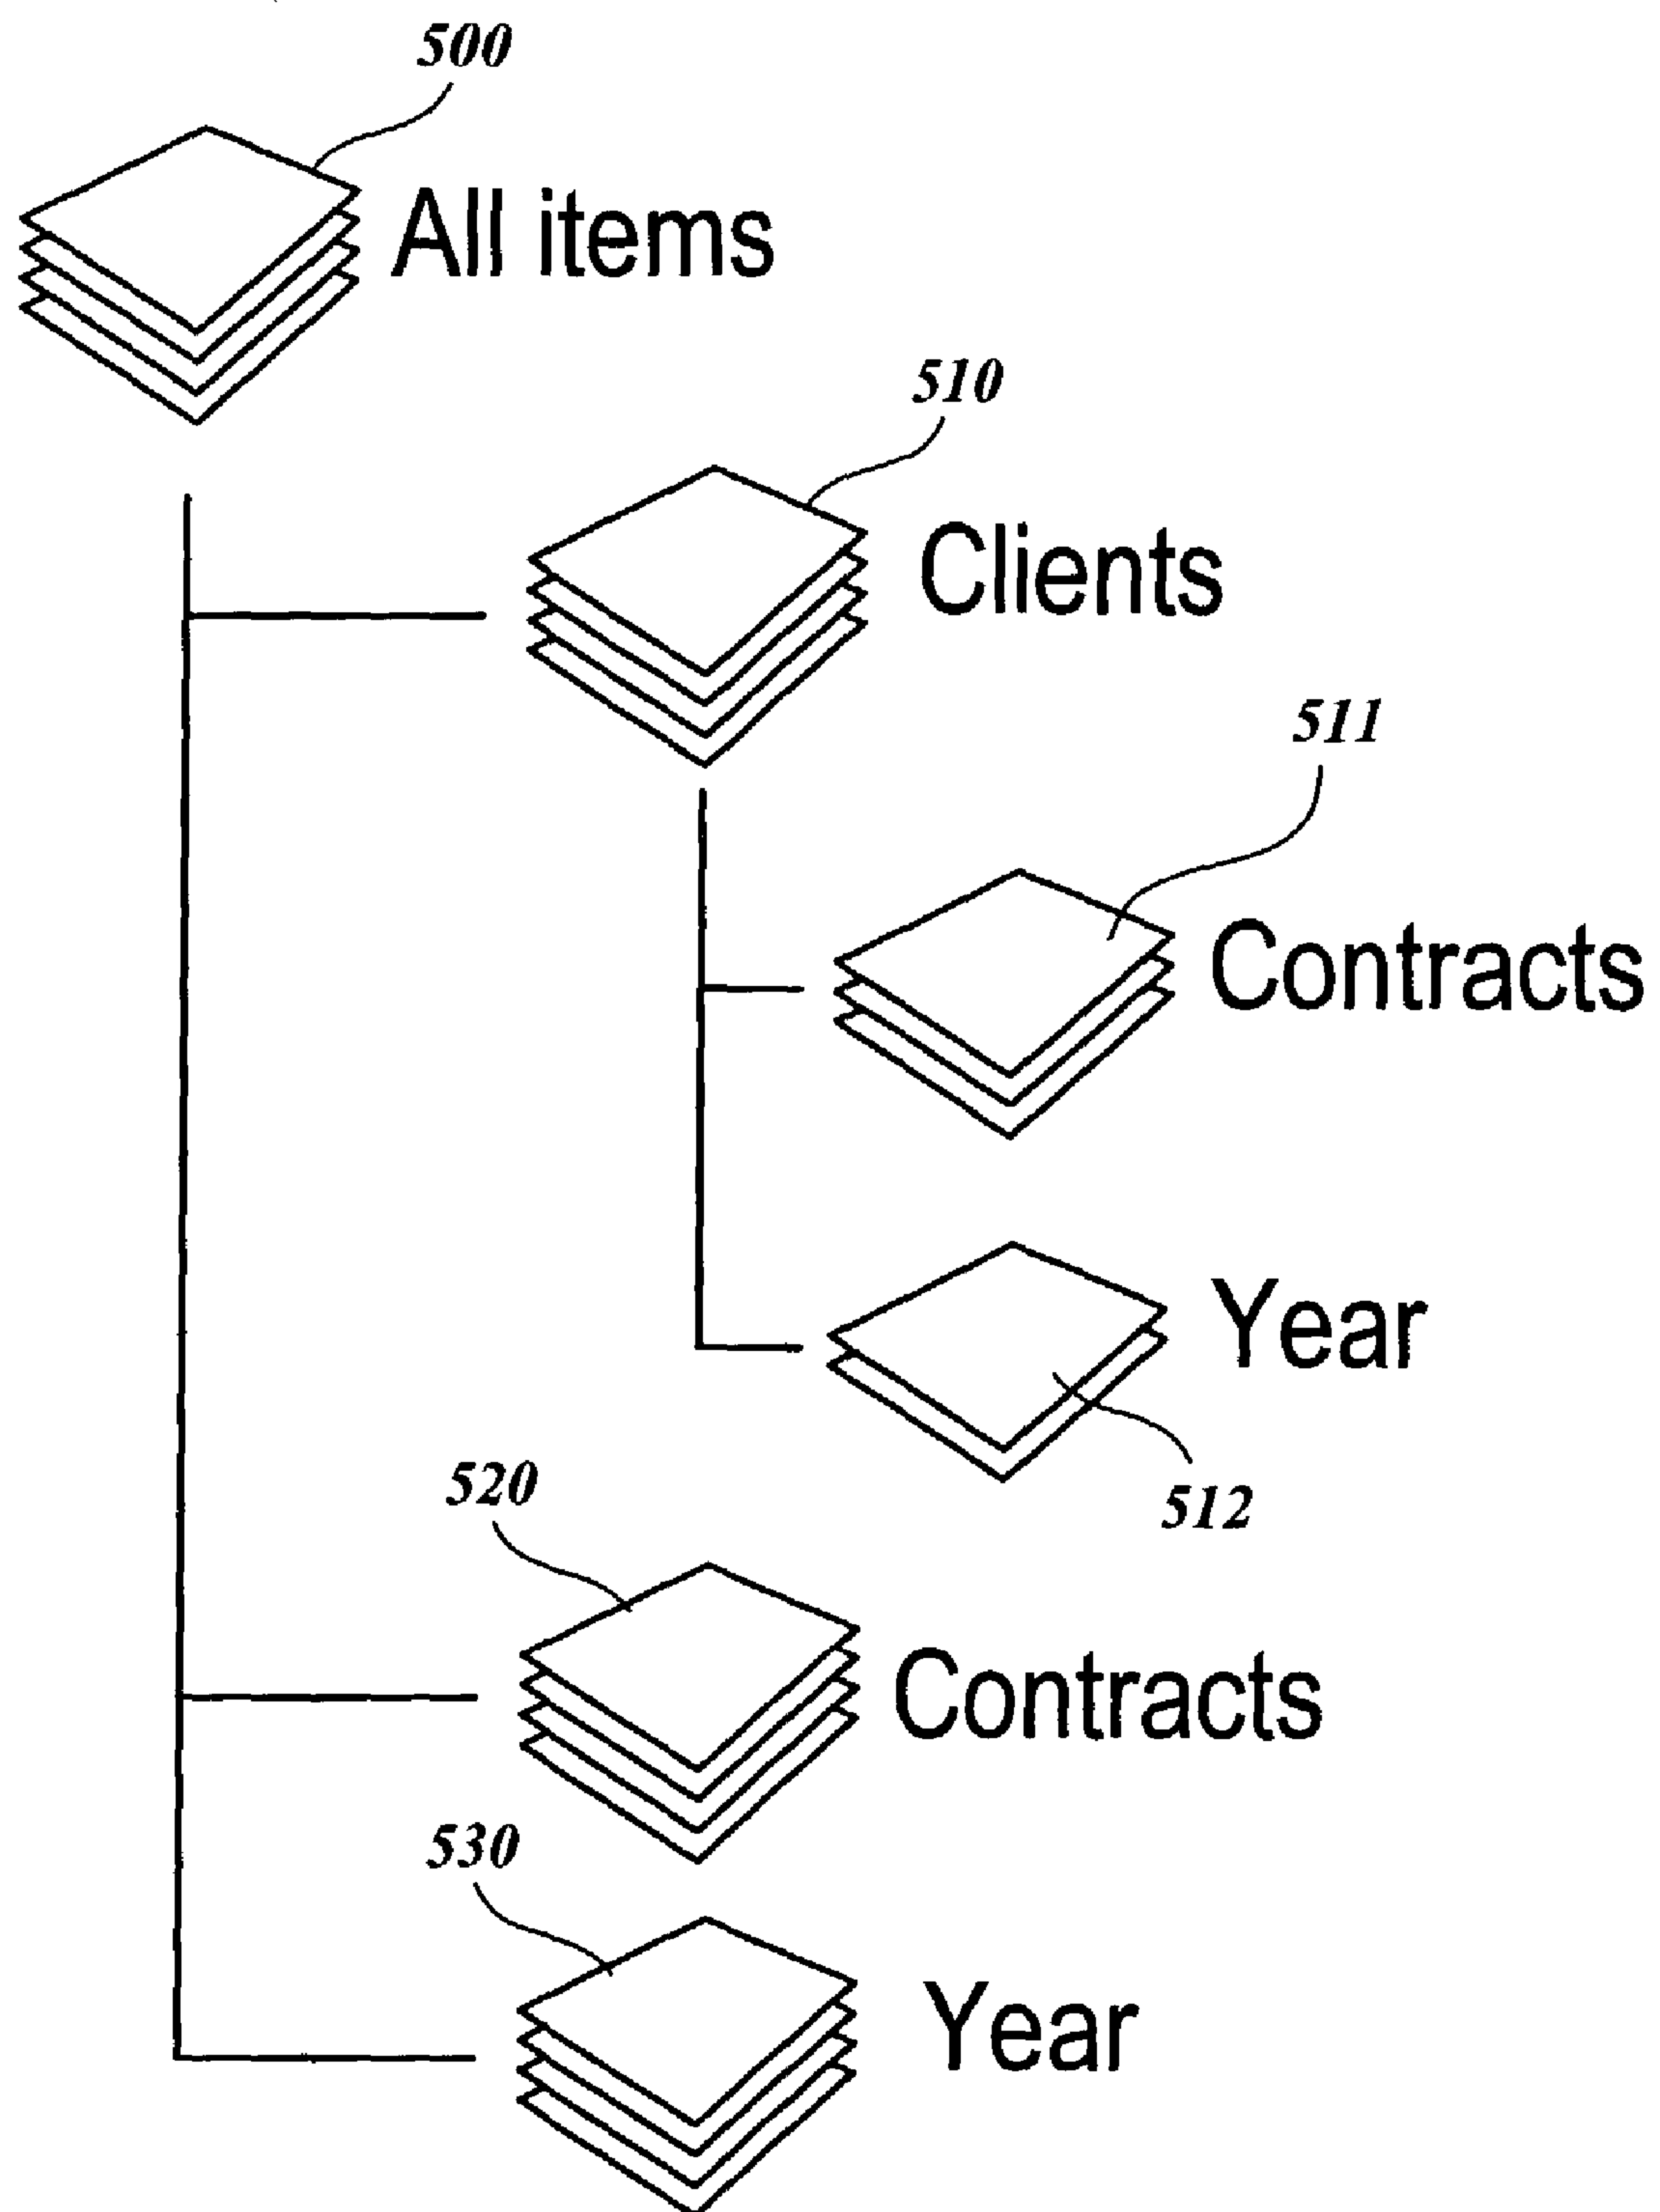 500
All items
510
Clients
511
Contracts
Year
512
520
Contracts
530
Year